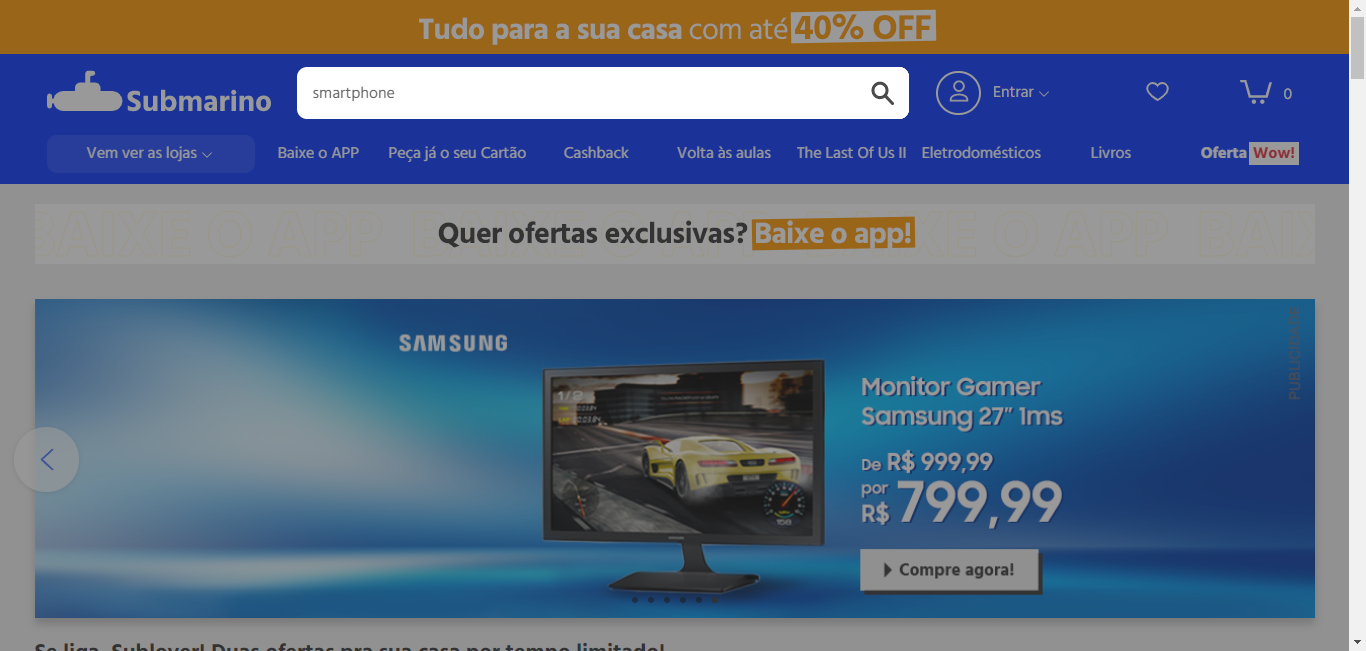 Tudo para a sua casa com até 40% OFF
Submarino
smartphone
Entrar
0
Vem ver as lojas
Baixe o APP
Peça já o seu Cartão
Cashback
Volta às aulas
The Last Of Us II
Eletrodomésticos
Livros
Oferta Wow!
Quer ofertas exclusivas? Baixe o app!
SAMSUNG
PUBLICIDADE
1/2
Monitor Gamer
Samsung 27” 1ms
De R$ 999,99
por
R$ 799,99
Compre agora!
Se liga, Sublover! Duas ofertas pra sua casa por tempo limitado!